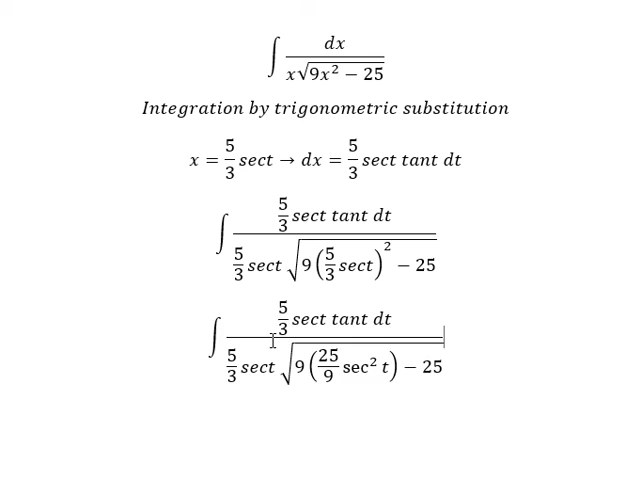 ∫ dx / x√9x² − 25
Integration by trigonometric substitution
x = 5/3 sect → dx = 5/3 sect tant dt
∫ 5/3 sect tant dt / 5/3 sect √9(5/3 sect)² − 25
∫ 5/3 sect tant dt / 5/3 sect √9(25/9 sec² t) − 25